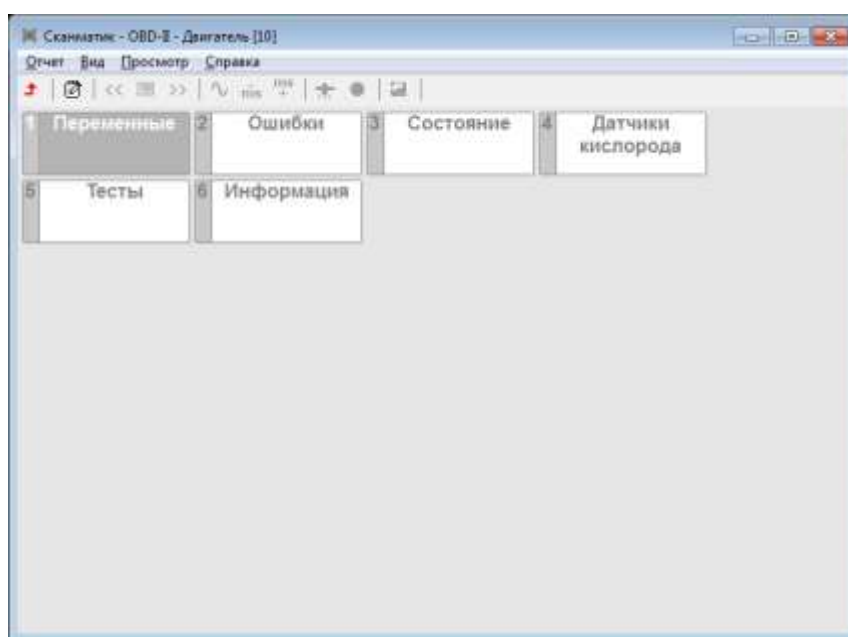 Сканматик - OBD-II - Двигатель [10]
Отчет Вид Просмотр Справка
1 Переменные 2 Ошибки 3 Состояние 4 Датчики
кислорода
5 Тесты 6 Информация